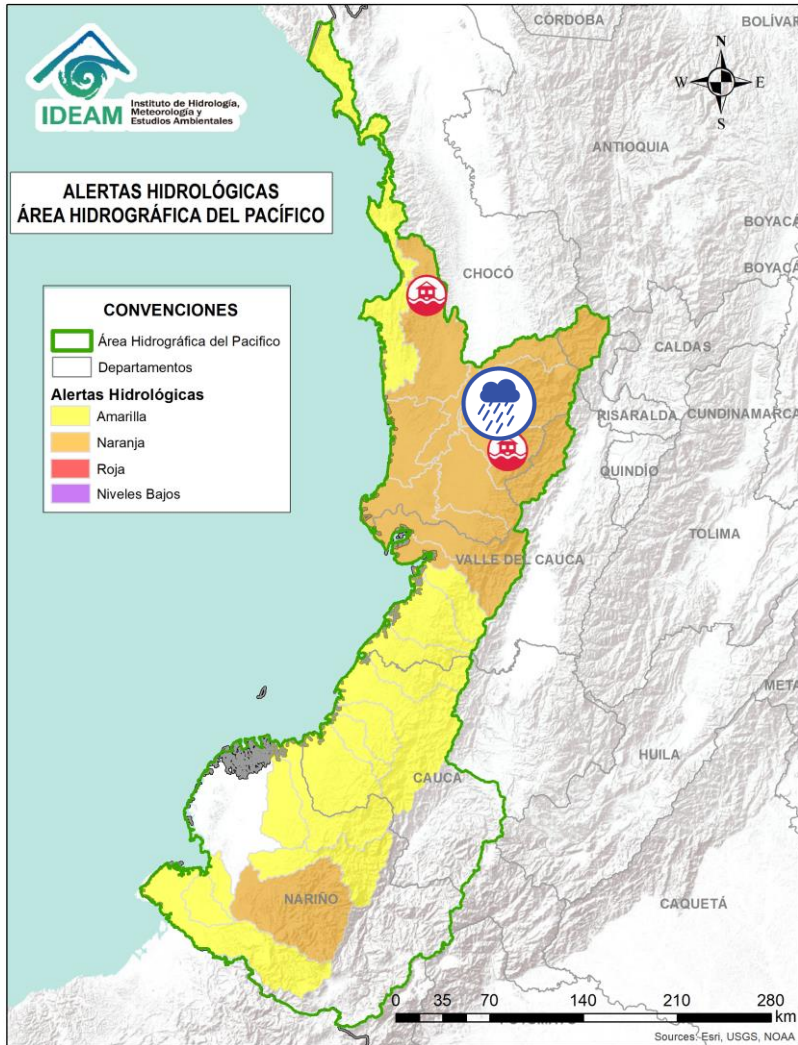 CÓRDOBA
BOLÍVAR
N
W
E
S
IDEAM
Instituto de Hidrología,
Meteorología y
Estudios Ambientales
ANTIOQUIA
ALERTAS HIDROLÓGICAS
ÁREA HIDROGRÁFICA DEL PACÍFICO
BOYACÁ
CHOCÓ
BOYACÁ
CONVENCIONES
Área Hidrográfica del Pacifico
Departamentos
Alertas Hidrológicas
Amarilla
Naranja
Roja
Niveles Bajos
CALDAS
RISARALDA
CUNDINAMARCA
QUINDÍO
TOLIMA
VALLE DEL CAUCA
META
HUILA
CAUCA
NARIÑO
CAQUETÁ
0 35 70 140 210 280
km
Sources: Esri, USGS, NOAA